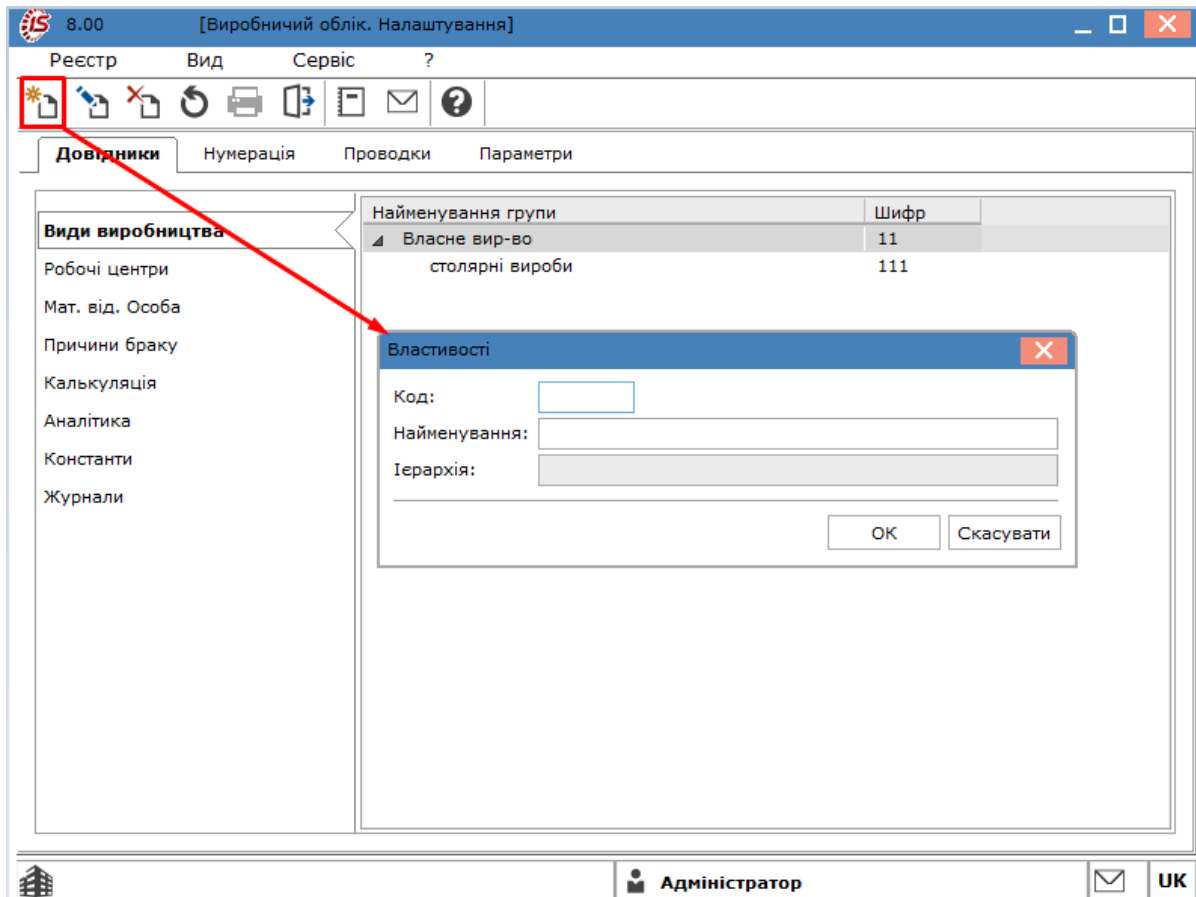 IS 8.00 [Виробничий облік. Налаштування]
Реєстр Вид Сервіс ?
Довідники Нумерація Проводки Параметри
Найменування групи Шифр
Види виробництва
Власне вир-во 11
Робочі центри
столярні вироби 111
Мат. від. Особа
Причини браку
Калькуляція
Аналітика
Константи
Журнали
Властивості
Код:
Найменування:
Ієрархія:
OK Скасувати
Адміністратор UK